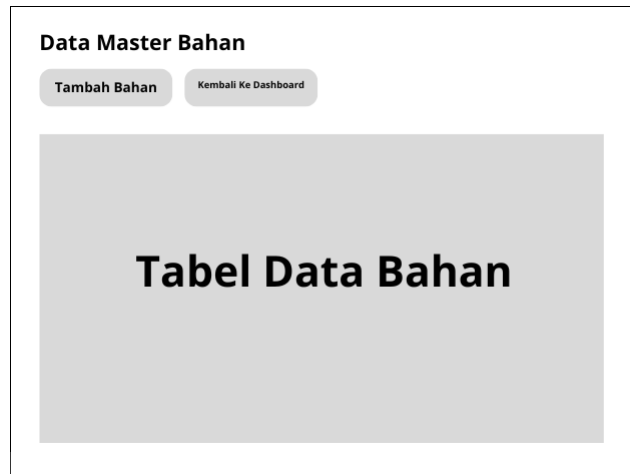 Data Master Bahan
Tambah Bahan
Kembali Ke Dashboard
Tabel Data Bahan